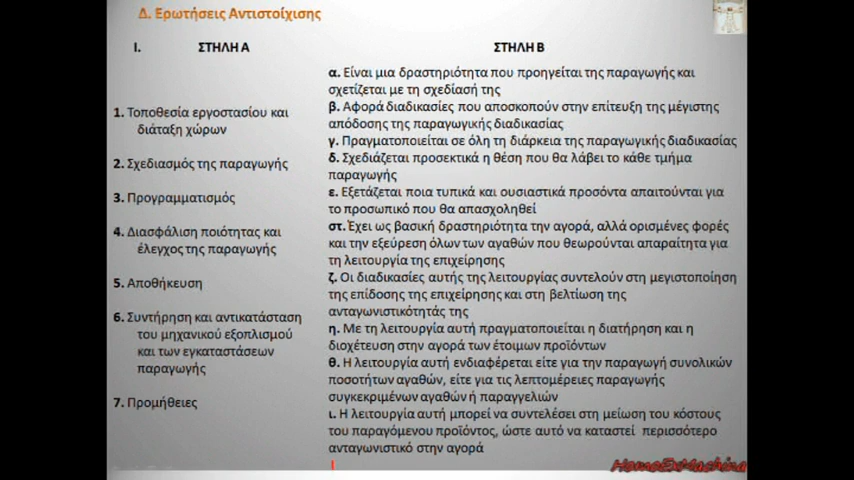 Δ. Ερωτήσεις Αντιστοίχισης
Ι. ΣΤΗΛΗ Α ΣΤΗΛΗ Β
1. Τοποθεσία εργοστασίου και
διάταξη χώρων
2. Σχεδιασμός της παραγωγής
3. Προγραμματισμός
4. Διασφάλιση ποιότητας και
έλεγχος της παραγωγής
5. Αποθήκευση
6. Συντήρηση και αντικατάσταση
του μηχανικού εξοπλισμού
και των εγκαταστάσεων
παραγωγής
7. Προμήθειες
α. Είναι μια δραστηριότητα που προηγείται της παραγωγής και
σχετίζεται με τη σχεδίασή της
β. Αφορά διαδικασίες που αποσκοπούν στην επίτευξη της μέγιστης
απόδοσης της παραγωγικής διαδικασίας
γ. Πραγματοποιείται σε όλη τη διάρκεια της παραγωγικής διαδικασίας
δ. Σχεδιάζεται προσεκτικά η θέση που θα λάβει το κάθε τμήμα
παραγωγής
ε. Εξετάζεται ποια τυπικά και ουσιαστικά προσόντα απαιτούνται για
το προσωπικό που θα απασχοληθεί
στ. Έχει ως βασική δραστηριότητα την αγορά, αλλά ορισμένες φορές
και την εξεύρεση όλων των αγαθών που θεωρούνται απαραίτητα για
τη λειτουργία της επιχείρησης
ζ. Οι διαδικασίες αυτής της λειτουργίας συντελούν στη μεγιστοποίηση
της επίδοσης της επιχείρησης και στη βελτίωση της
ανταγωνιστικότητάς της
η. Με τη λειτουργία αυτή πραγματοποιείται η διατήρηση και η
διοχέτευση στην αγορά των έτοιμων προϊόντων
θ. Η λειτουργία αυτή ενδιαφέρεται είτε για την παραγωγή συνολικών
ποσοτήτων αγαθών, είτε για τις λεπτομέρειες παραγωγής
συγκεκριμένων αγαθών ή παραγγελιών
ι. Η λειτουργία αυτή μπορεί να συντελέσει στη μείωση του κόστους
του παραγόμενου προϊόντος, ώστε αυτό να καταστεί περισσότερο
ανταγωνιστικό στην αγορά
HomoExMachina